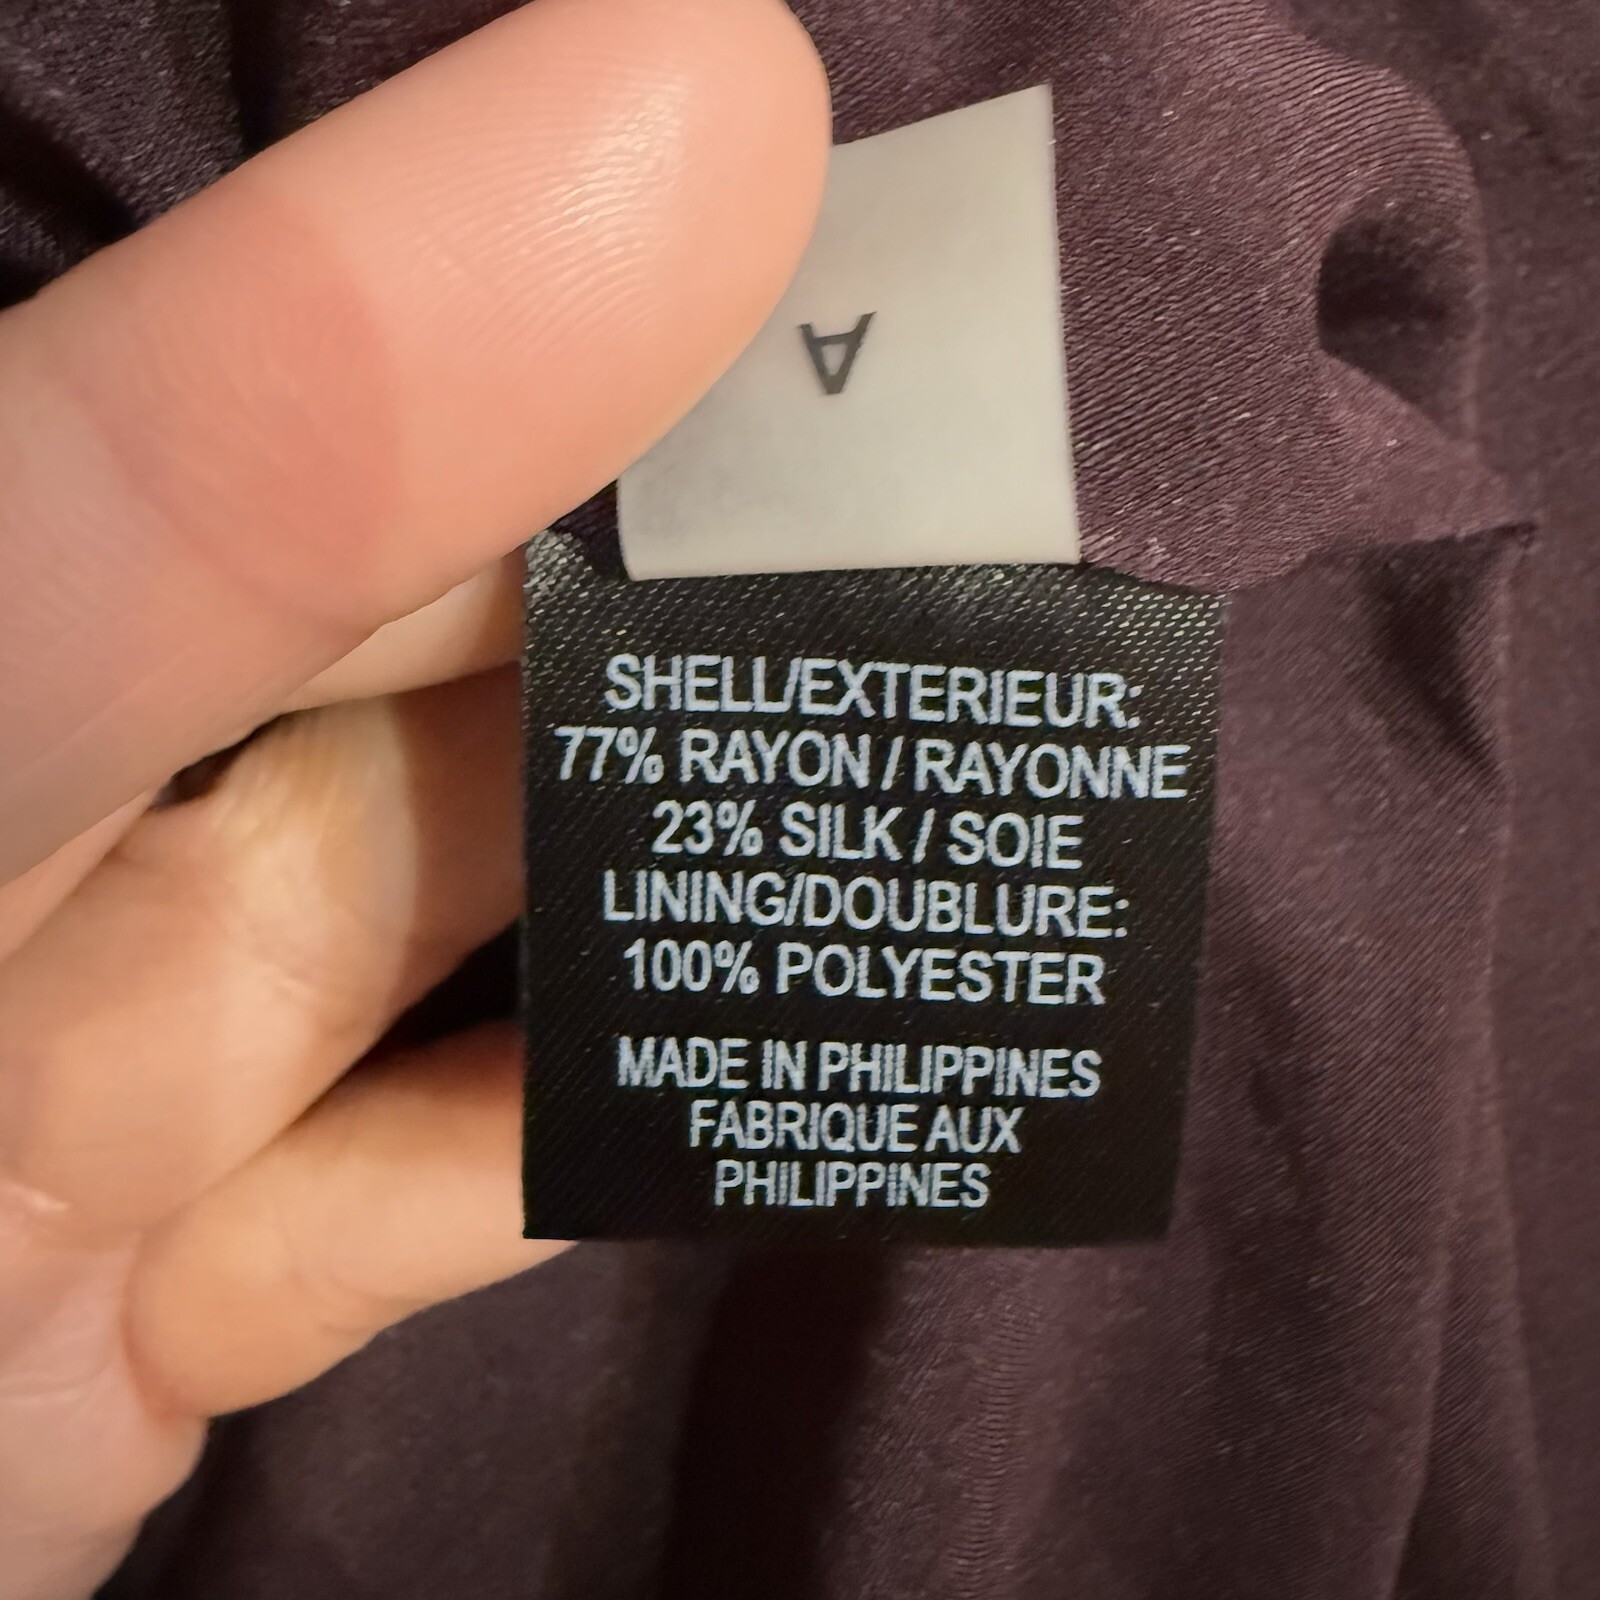 A
SHELL/EXTERIEUR:
77% RAYON / RAYONNE
23% SILK / SOIE
LINING/DOUBLURE:
100% POLYESTER
MADE IN PHILIPPINES
FABRIQUE AUX
PHILIPPINES